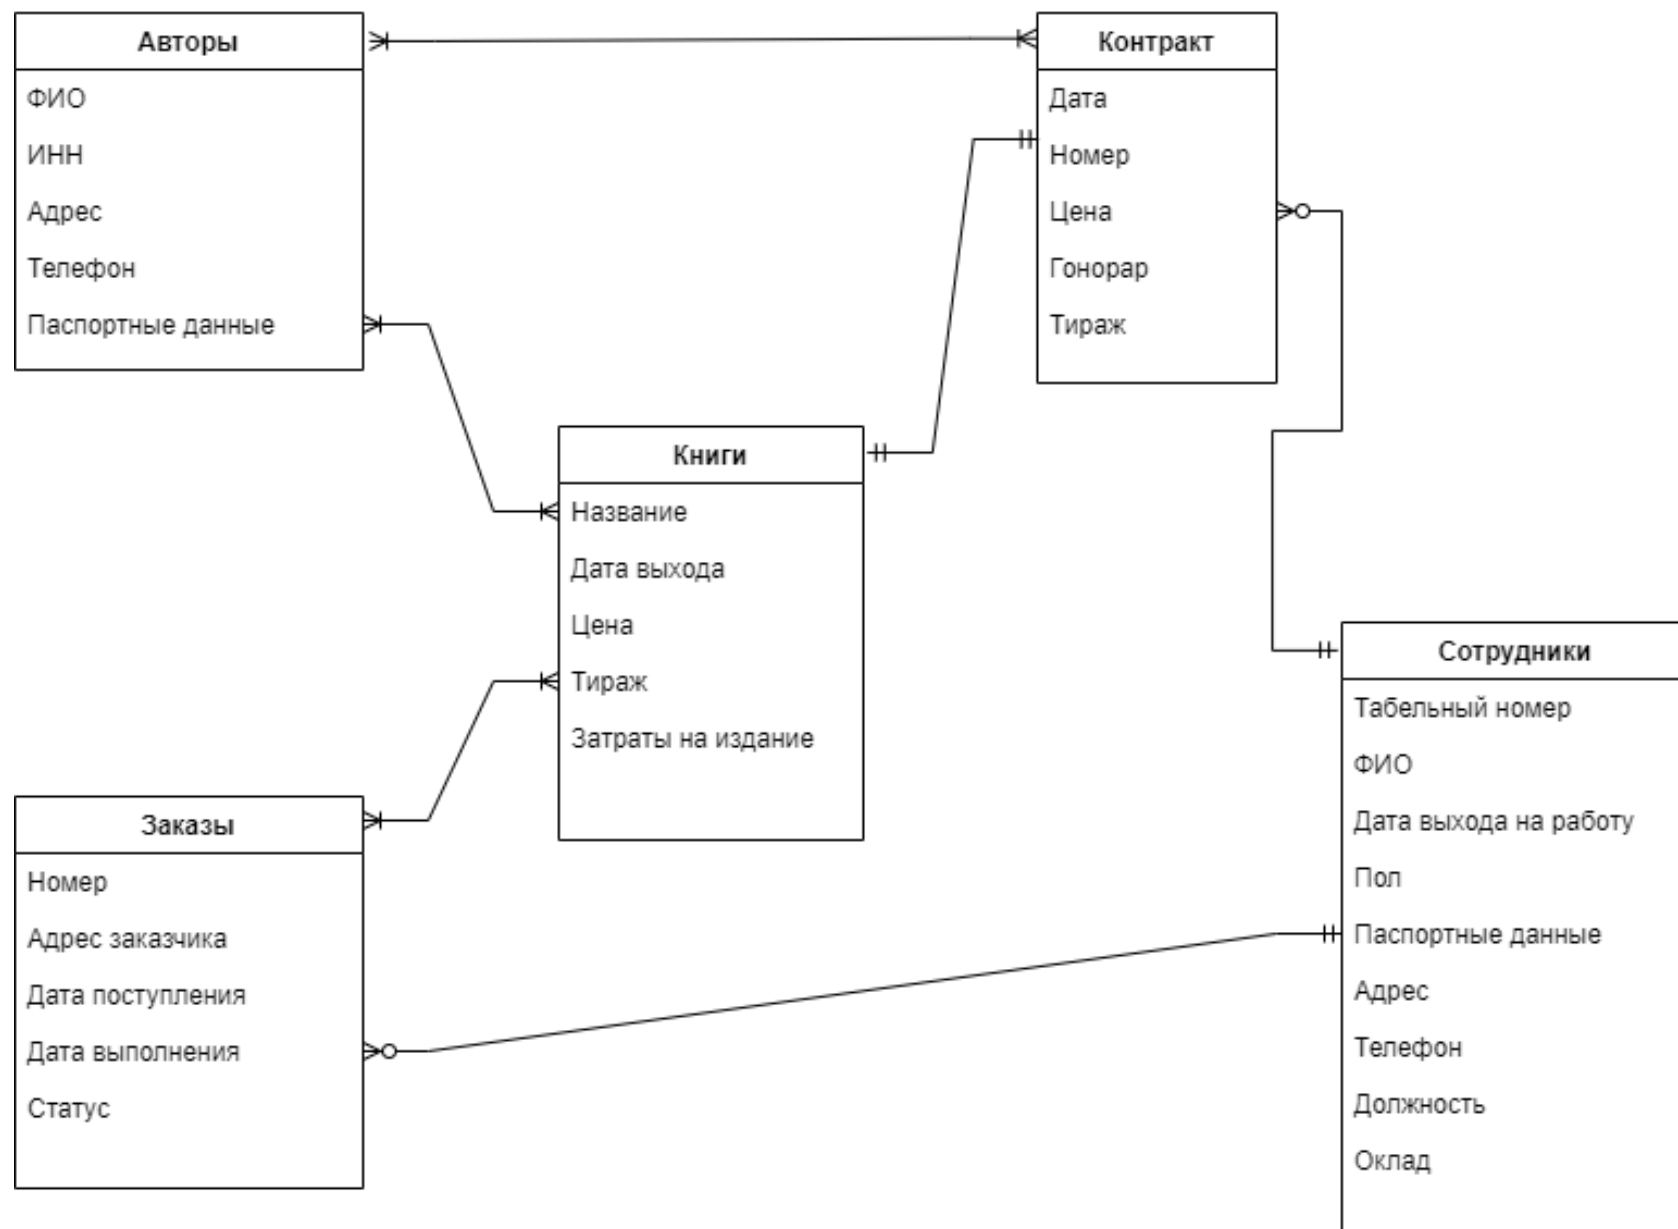 Авторы
ФИО
ИНН
Адрес
Телефон
Паспортные данные
Контракт
Дата
Номер
Цена
Гонорар
Тираж
Книги
Название
Дата выхода
Цена
Тираж
Затраты на издание
Заказы
Номер
Адрес заказчика
Дата поступления
Дата выполнения
Статус
Сотрудники
Табельный номер
ФИО
Дата выхода на работу
Пол
Паспортные данные
Адрес
Телефон
Должность
Оклад